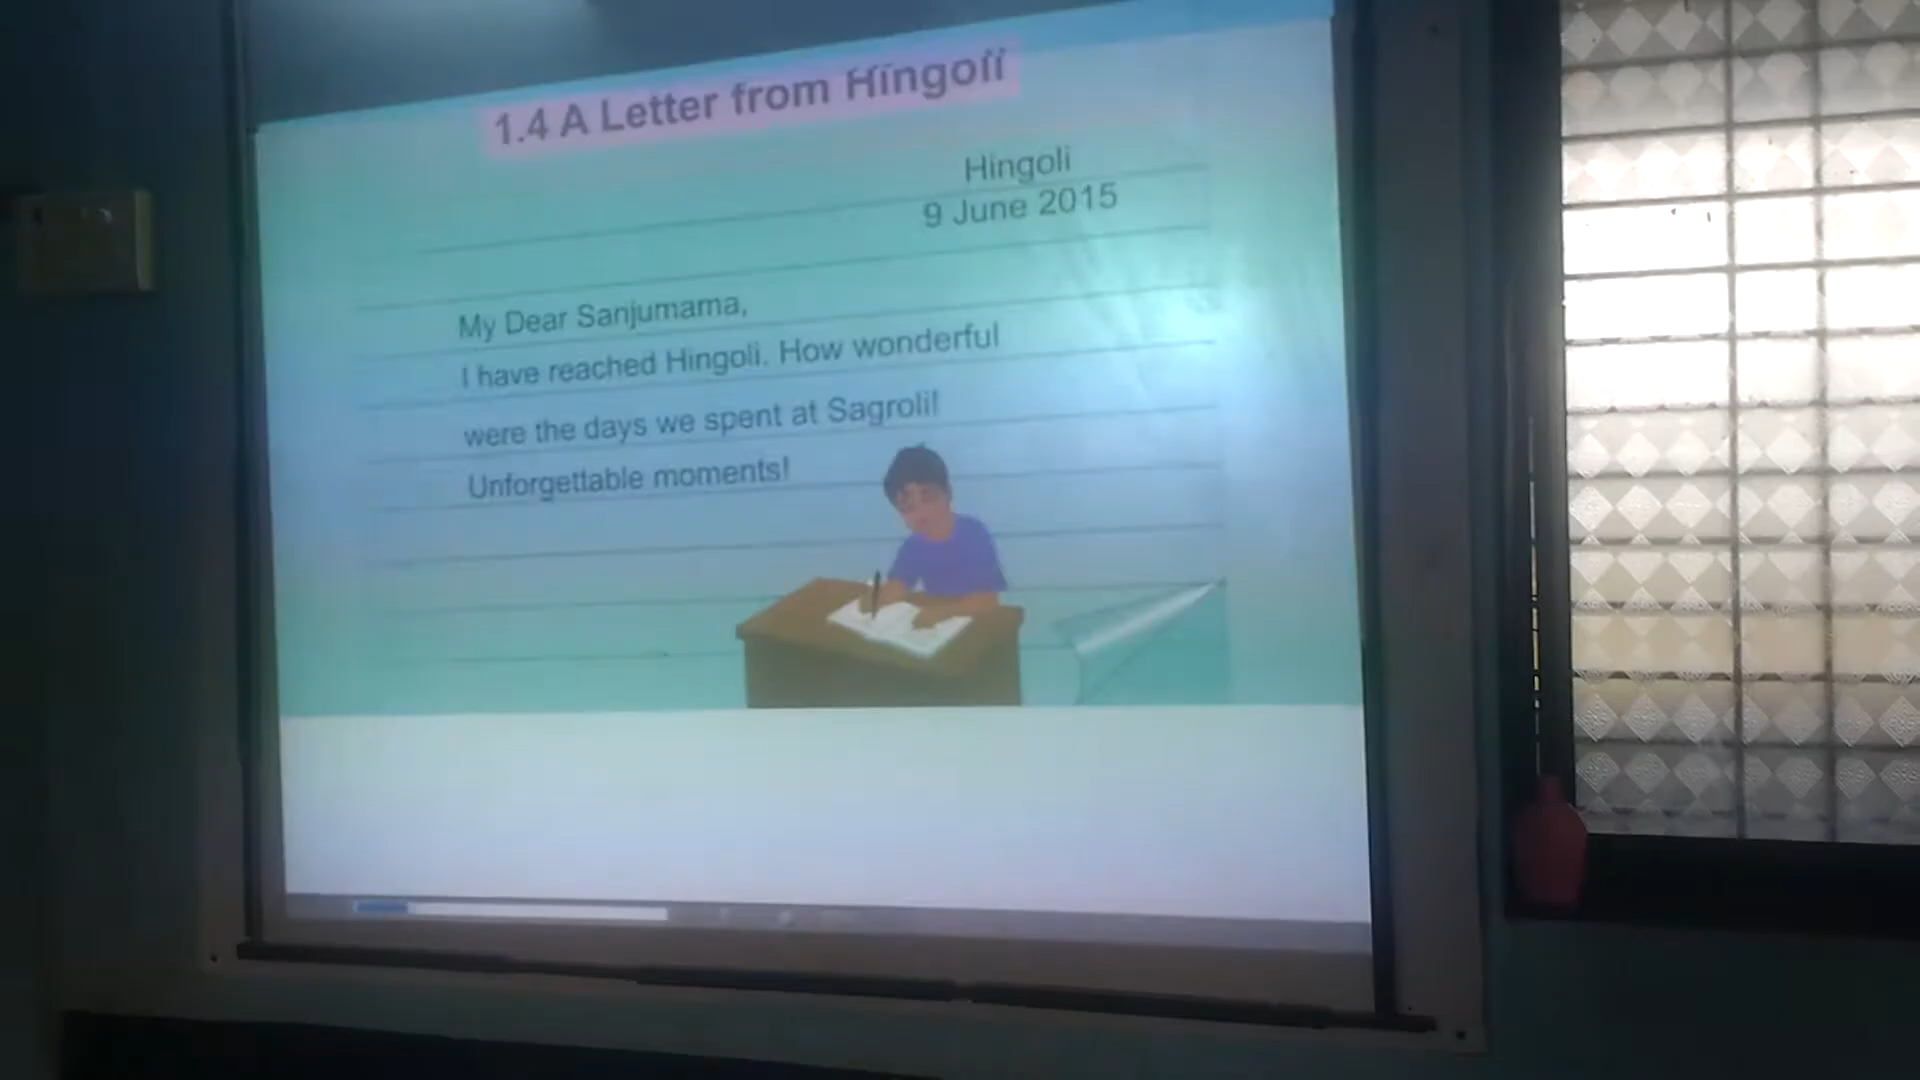 1.4 A Letter from Hingoli
Hingoli
9 June 2015
My Dear Sanjumama,
I have reached Hingoli. How wonderful
were the days we spent at Sagroli!
Unforgettable moments!